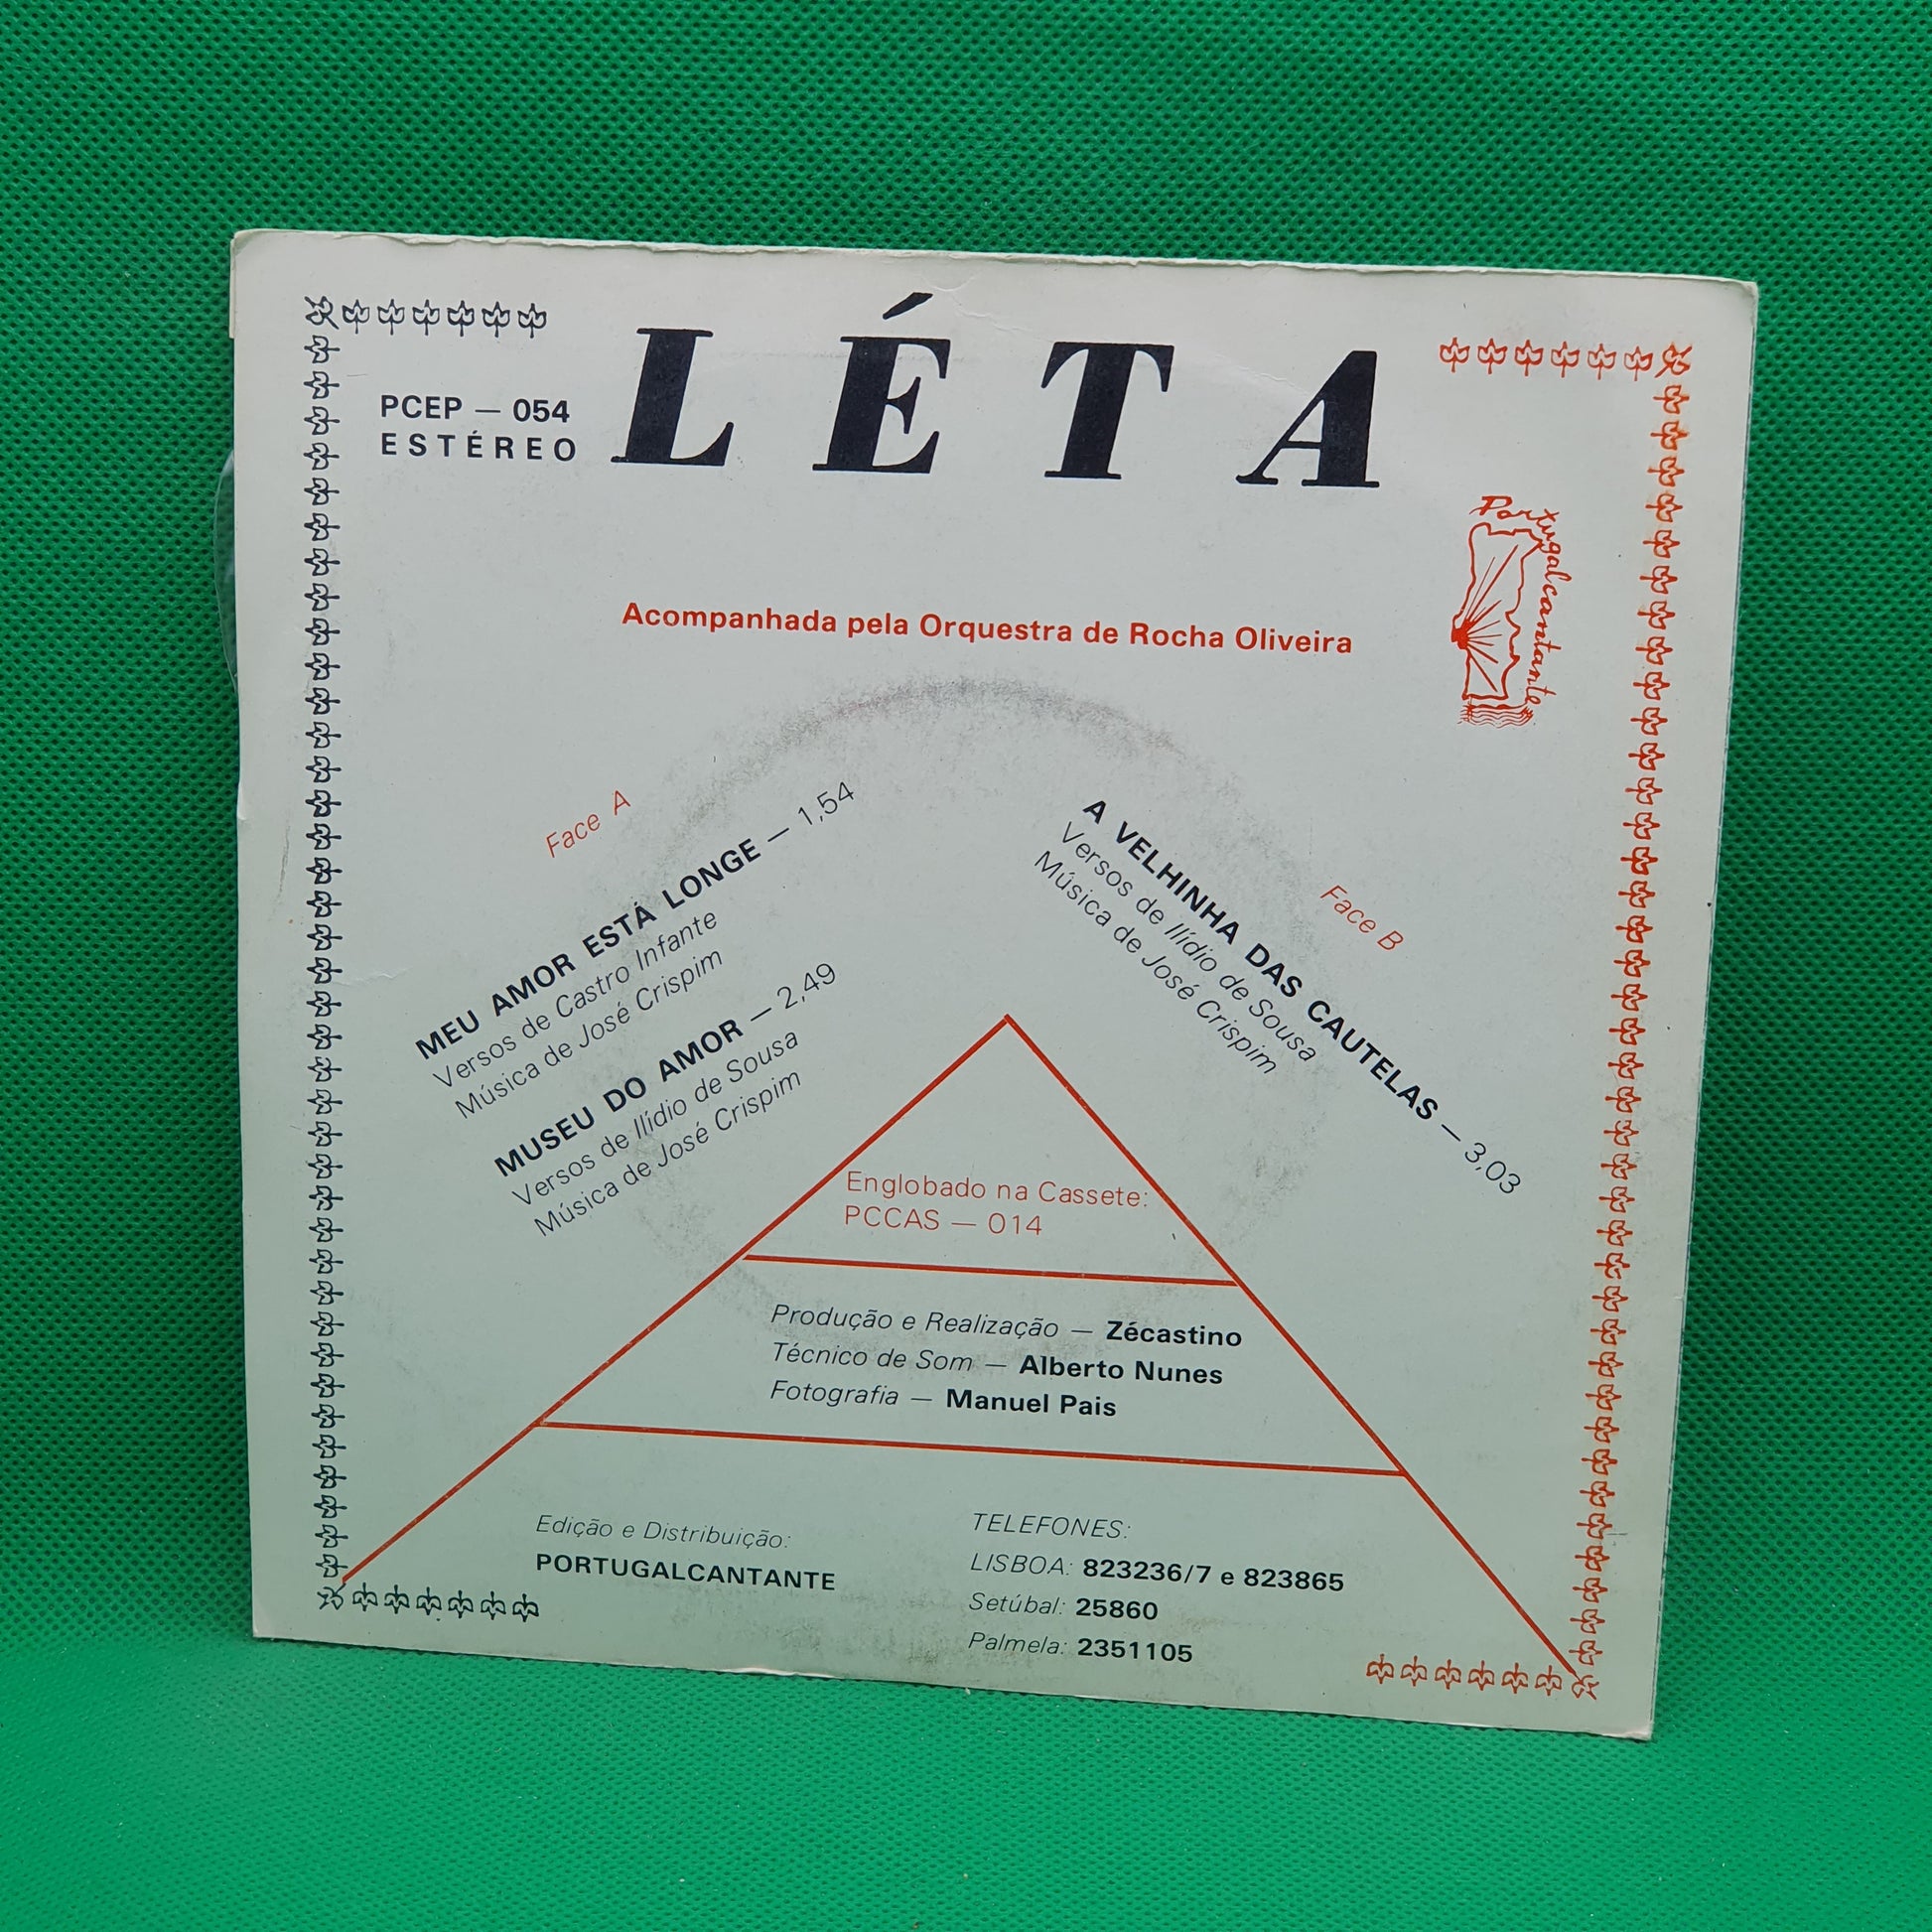 LÉTA
PCEP — 054
ESTÉREO
Portugalcantante
Acompanhada pela Orquestra de Rocha Oliveira
Face A
MEU AMOR ESTÁ LONGE — 1,54
Versos de Castro Infante
Música de José Crispim
MUSEU DO AMOR — 2,49
Versos de Ilídio de Sousa
Música de José Crispim
Face B
A VELHINHA DAS CAUTELAS — 3,03
Versos de Ilídio de Sousa
Música de José Crispim
Englobado na Cassete:
PCCAS — 014
Produção e Realização — Zécastino
Técnico de Som — Alberto Nunes
Fotografia — Manuel Pais
Edição e Distribuição:
PORTUGALCANTANTE
TELEFONES:
LISBOA: 823236/7 e 823865
Setúbal: 25860
Palmela: 2351105